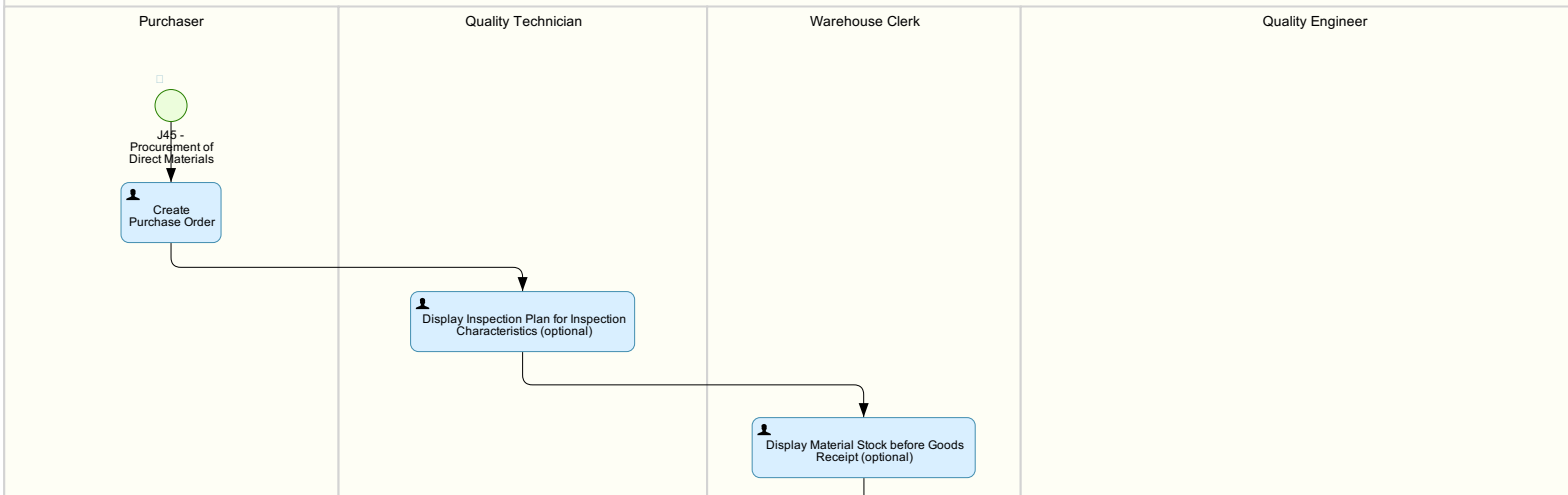 Purchaser
Quality Technician
Warehouse Clerk
Quality Engineer
J45 -
Procurement of
Direct Materials
Create
Purchase Order
Display Inspection Plan for Inspection
Characteristics (optional)
Display Material Stock before Goods
Receipt (optional)